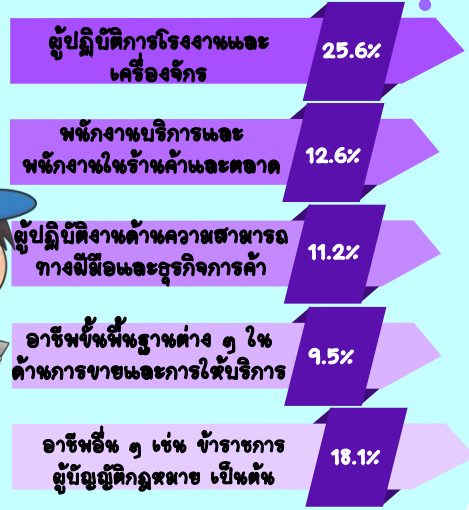 ผู้ปฏิบัติการโรงงานและ
เครื่องจักร
25.6%
พนักงานบริการและ
พนักงานในร้านค้าและตลาด
12.6%
ผู้ปฏิบัติงานด้านความสามารถ
ทางฝีมือและธุรกิจการค้า
11.2%
อาชีพขั้นพื้นฐานต่าง ๆ ใน
ด้านการขายและการให้บริการ
9.5%
อาชีพอื่น ๆ เช่น ข้าราชการ
ผู้บัญญัติกฎหมาย เป็นต้น
18.1%